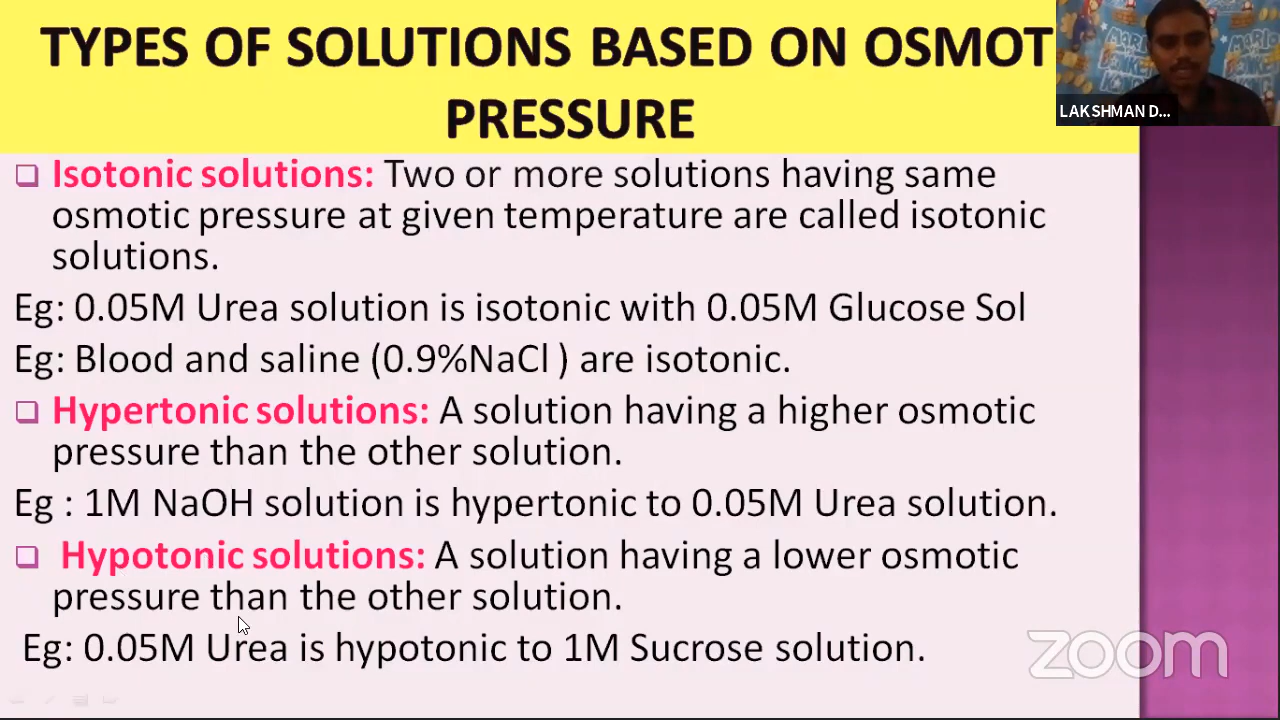 TYPES OF SOLUTIONS BASED ON OSMOT
PRESSURE
LAKSHMAN D...
Isotonic solutions: Two or more solutions having same
osmotic pressure at given temperature are called isotonic
solutions.
Eg: 0.05M Urea solution is isotonic with 0.05M Glucose Sol
Eg: Blood and saline (0.9%NaCl ) are isotonic.
Hypertonic solutions: A solution having a higher osmotic
pressure than the other solution.
Eg : 1M NaOH solution is hypertonic to 0.05M Urea solution.
Hypotonic solutions: A solution having a lower osmotic
pressure than the other solution.
Eg: 0.05M Urea is hypotonic to 1M Sucrose solution.
zoom